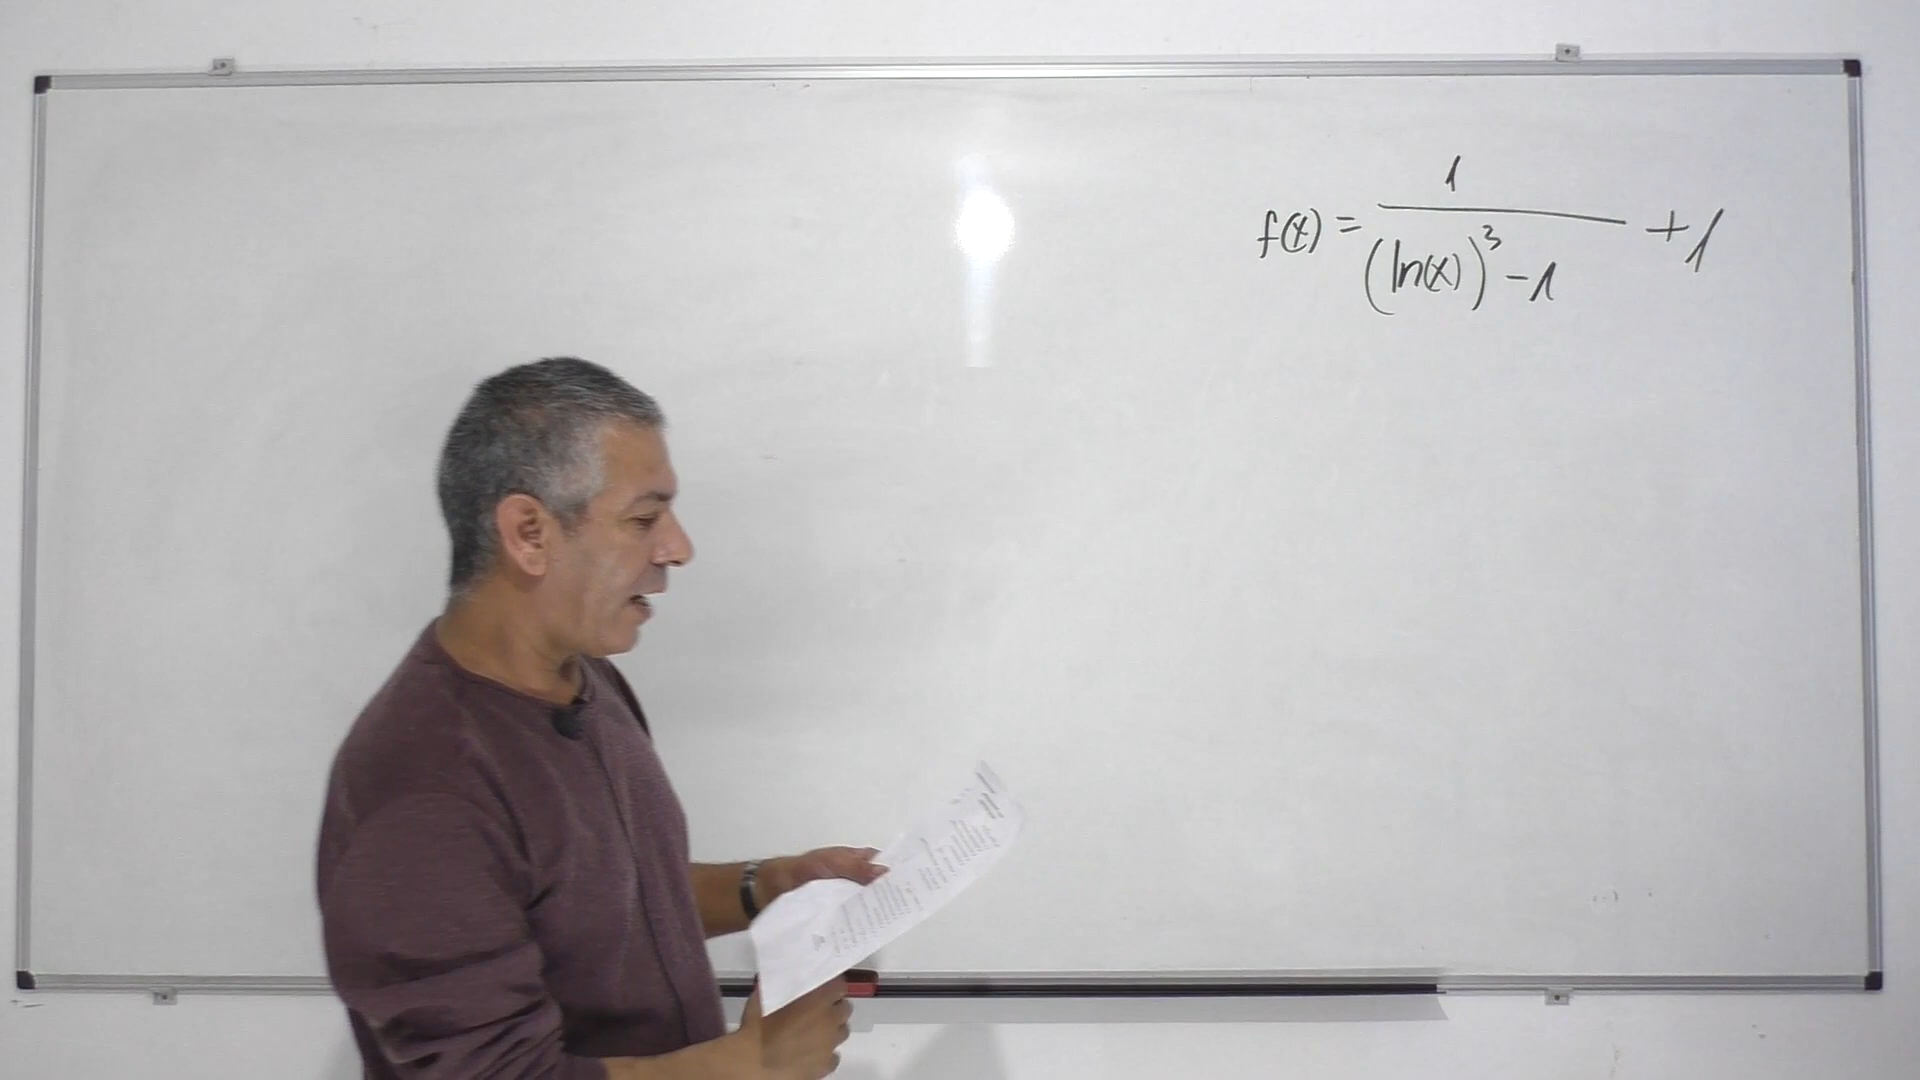 f(x) = 1 / ((ln(x))³ - 1) + 1